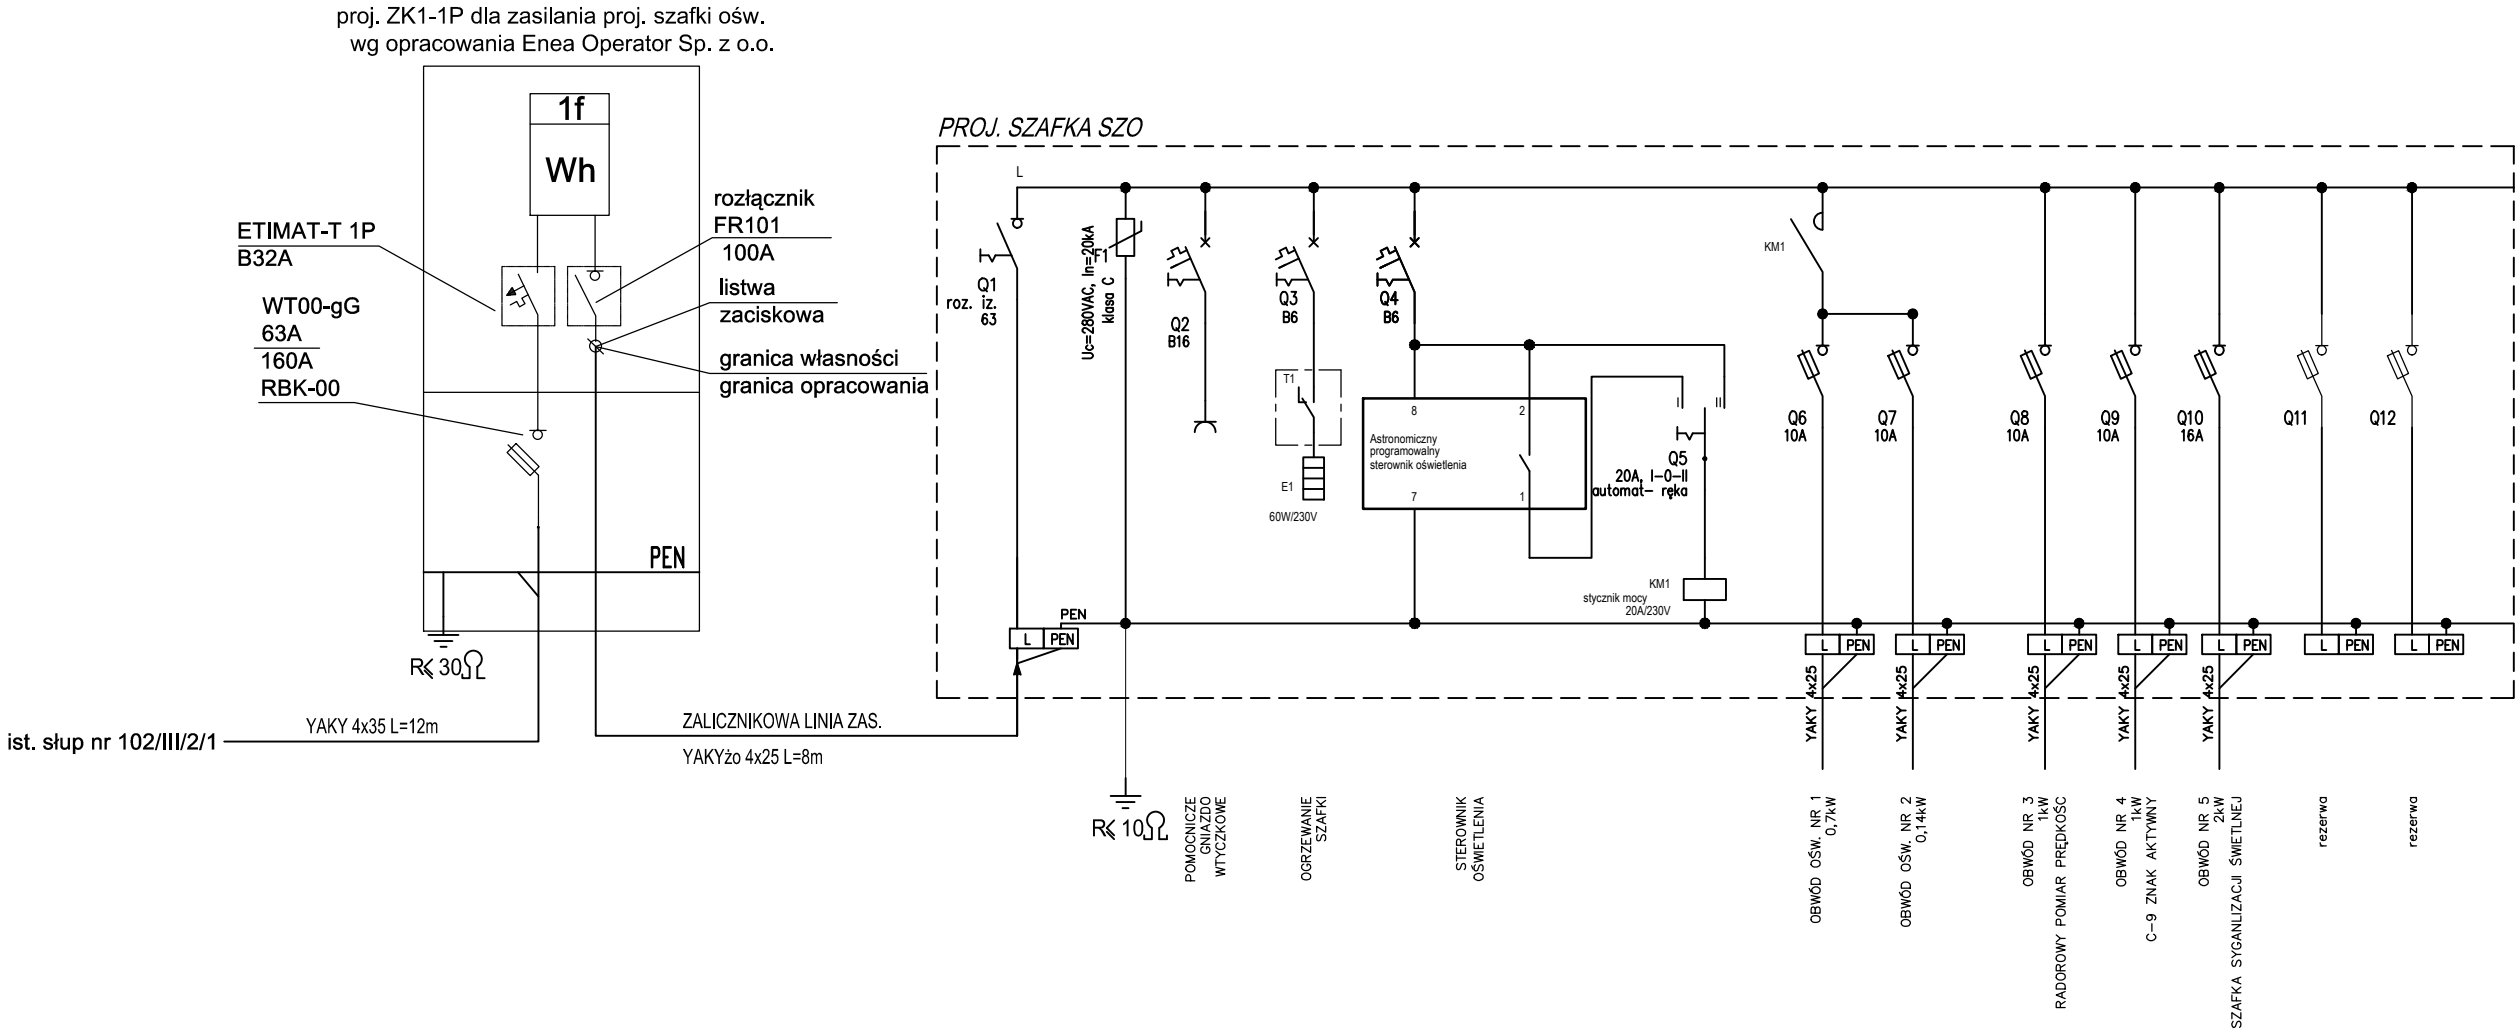 proj. ZK1-1P dla zasilania proj. szafki ośw.
wg opracowania Enea Operator Sp. z o.o.
1f
Wh
ETIMAT-T 1P
B32A
WT00-gG
63A
160A
RBK-00
rozłącznik
FR101
100A
listwa
zaciskowa
granica własności
granica opracowania
PEN
R⩽ 30Ω
YAKY 4x35 L=12m
ist. słup nr 102/III/2/1
ZALICZNIKOWA LINIA ZAS.
YAKYżo 4x25 L=8m
PROJ. SZAFKA SZO
L
Q1
roz. iz.
63
F1
Uc=280VAC, In=20kA
klasa C
Q2
B16
Q3
B6
T1
E1
60W/230V
Q4
B6
8
2
Astronomiczny
programowalny
sterownik oświetlenia
7
1
I
II
Q5
20A, I-0-II
automat- ręka
KM1
stycznik mocy
20A/230V
KM1
Q6
10A
Q7
10A
Q8
10A
Q9
10A
Q10
16A
Q11
Q12
PEN
L PEN
L PEN
L PEN
L PEN
L PEN
L PEN
L PEN
L PEN
YAKY 4x25
YAKY 4x25
YAKY 4x25
YAKY 4x25
YAKY 4x25
R⩽ 10Ω
POMOCNICZE
GNIAZDO
WTYCZKOWE
OGRZEWANIE
SZAFKI
STEROWNIK
OŚWIETLENIA
OBWÓD OŚW. NR 1
0,7kW
OBWÓD OŚW. NR 2
0,14kW
OBWÓD NR 3
1kW
RADOROWY POMIAR PRĘDKOŚC
OBWÓD NR 4
1kW
C-9 ZNAK AKTYWNY
OBWÓD NR 5
2kW
SZAFKA SYGANLIZACJI ŚWIETLNEJ
rezerwa
rezerwa